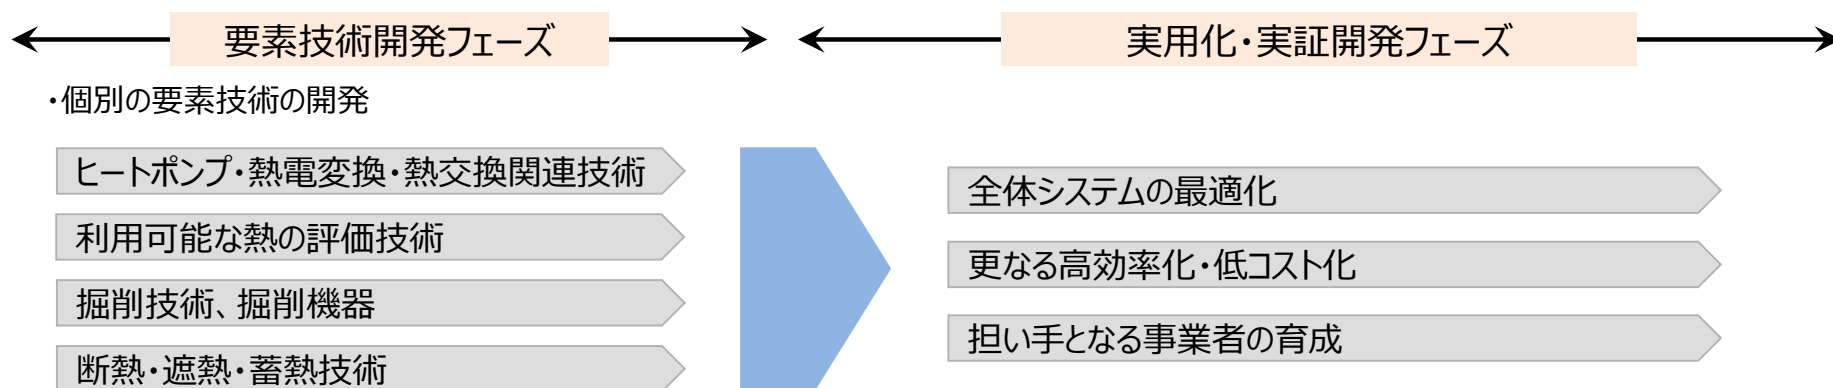 要素技術開発フェーズ
実用化・実証開発フェーズ
・個別の要素技術の開発
ヒートポンプ・熱電変換・熱交換関連技術
利用可能な熱の評価技術
掘削技術、掘削機器
断熱・遮熱・蓄熱技術
全体システムの最適化
更なる高効率化・低コスト化
担い手となる事業者の育成